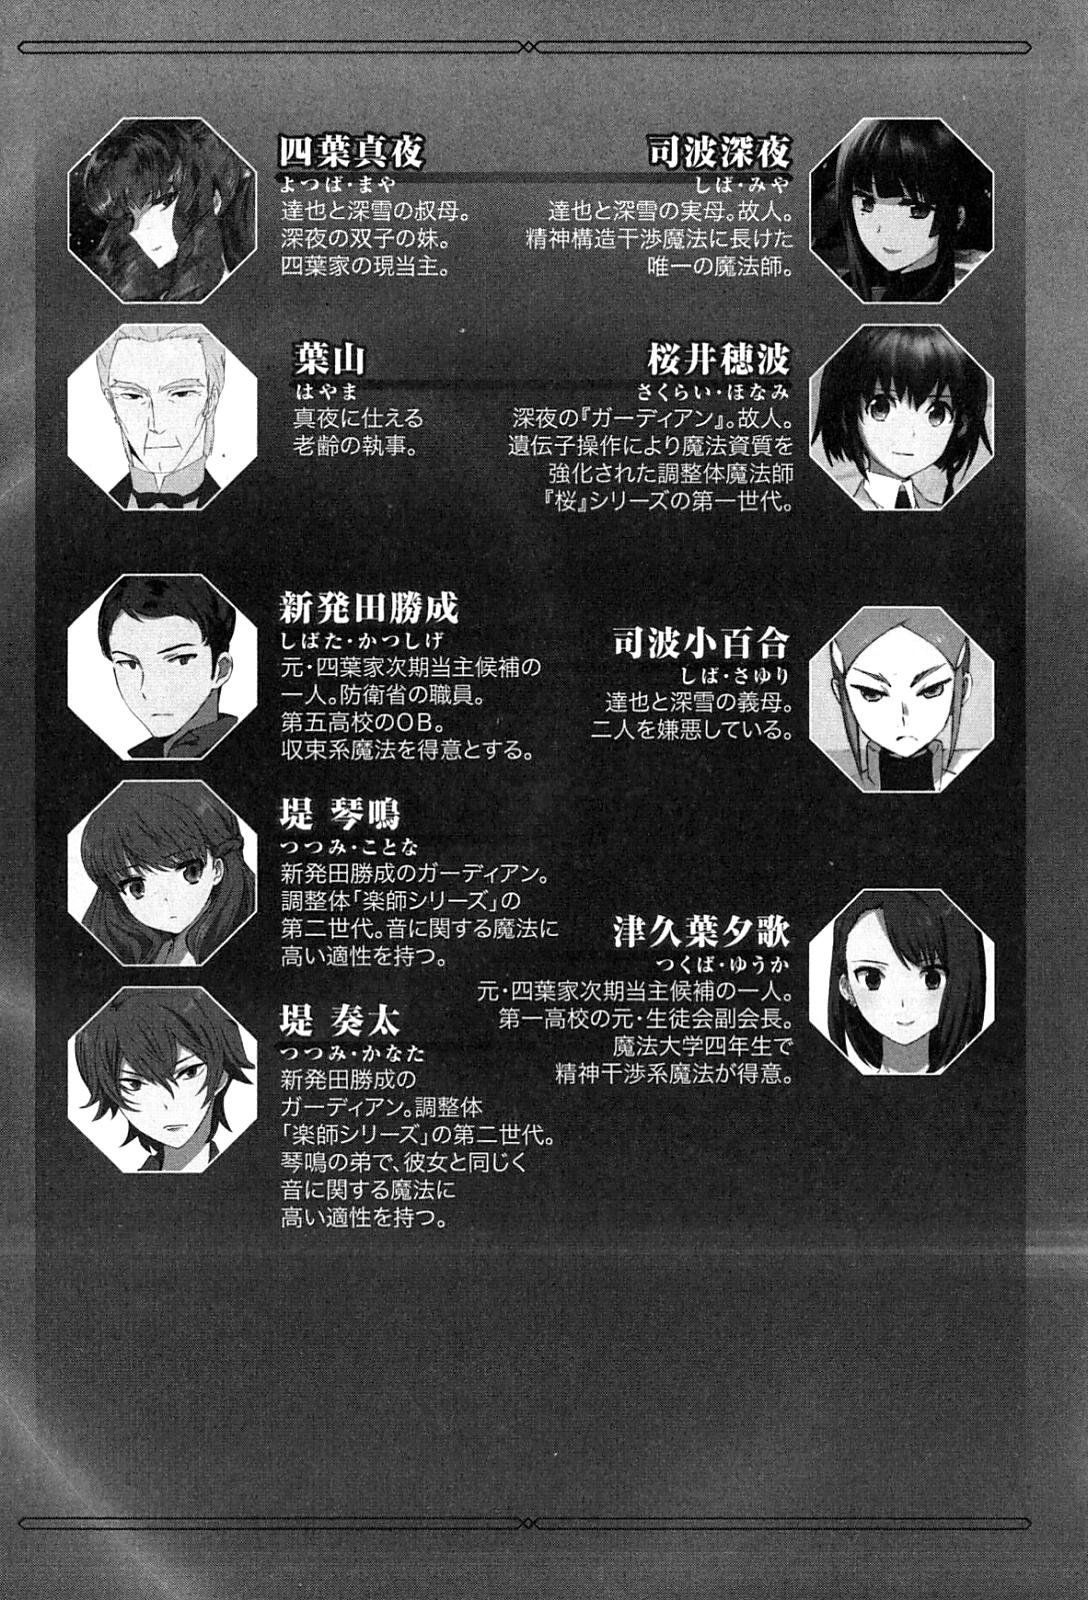 司波深夜
しば・みや
達也と深雪の実母。故人。
精神構造干渉魔法に長けた
唯一の魔法師。
四葉真夜
よつば・まや
達也と深雪の叔母。
深夜の双子の妹。
四葉家の現当主。
桜井穂波
さくらい・ほなみ
深夜の『ガーディアン』。故人。
遺伝子操作により魔法資質を
強化された調整体魔法師
『桜』シリーズの第一世代。
葉山
はやま
真夜に仕える
老齢の執事。
司波小百合
しば・さゆり
達也と深雪の義母。
二人を嫌悪している。
新発田勝成
しばた・かつしげ
元・四葉家次期当主候補の
一人。防衛省の職員。
第五高校のOB。
収束系魔法を得意とする。
堤 琴鳴
つつみ・ことな
新発田勝成のガーディアン。
調整体「楽師シリーズ」の
第二世代。音に関する魔法に
高い適性を持つ。
津久葉夕歌
つくば・ゆうか
元・四葉家次期当主候補の一人。
第一高校の元・生徒会副会長。
魔法大学四年生で
精神干渉系魔法が得意。
堤 奏太
つつみ・かなた
新発田勝成の
ガーディアン。調整体
「楽師シリーズ」の第二世代。
琴鳴の弟で、彼女と同じく
音に関する魔法に
高い適性を持つ。